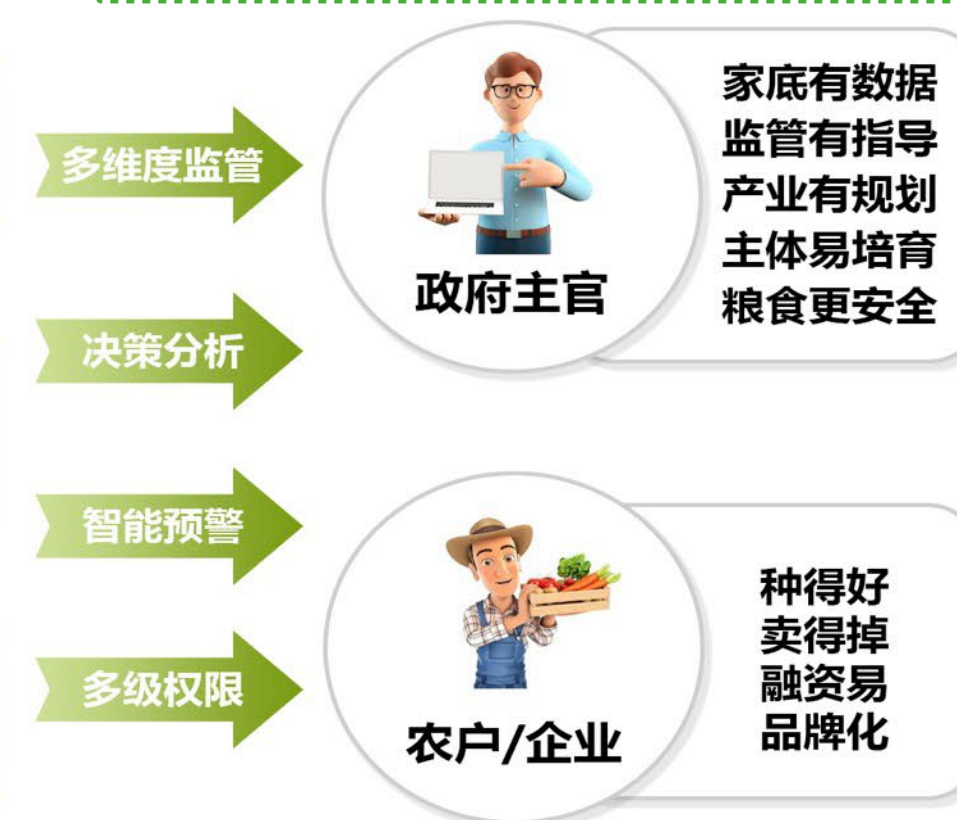 多维度监管
决策分析
智能预警
多级权限
政府主官
家底有数据
监管有指导
产业有规划
主体易培育
粮食更安全
农户/企业
种得好
卖得掉
融资易
品牌化